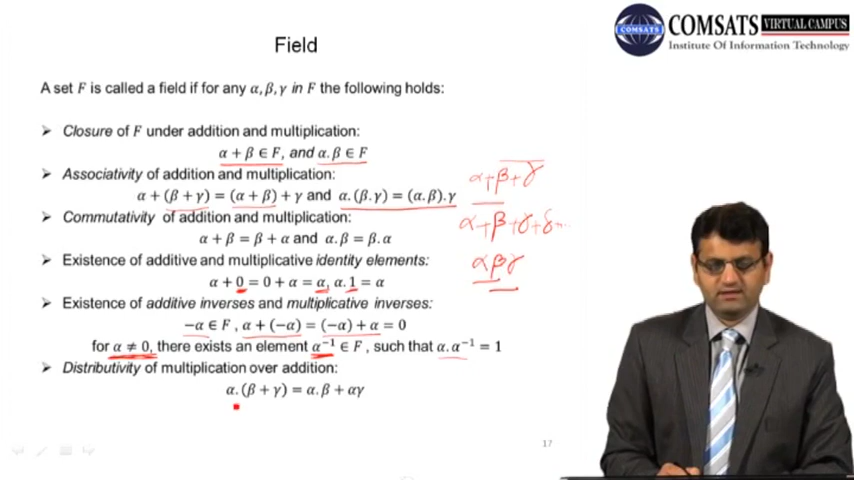 Field
COMSATS VIRTUAL CAMPUS
COMSATS
Institute Of Information Technology
A set F is called a field if for any α, β, γ in F the following holds:
➢ Closure of F under addition and multiplication:
α + β ∈ F, and α.β ∈ F
➢ Associativity of addition and multiplication:
α + (β + γ) = (α + β) + γ and α.(β.γ) = (α.β).γ
➢ Commutativity of addition and multiplication:
α + β = β + α and α.β = β.α
➢ Existence of additive and multiplicative identity elements:
α + 0 = 0 + α = α, α.1 = α
➢ Existence of additive inverses and multiplicative inverses:
−α ∈ F, α + (−α) = (−α) + α = 0
for α ≠ 0, there exists an element α⁻¹ ∈ F, such that α.α⁻¹ = 1
➢ Distributivity of multiplication over addition:
α.(β + γ) = α.β + αγ
α+β+γ
α+β+γ+δ...
αβγ
17